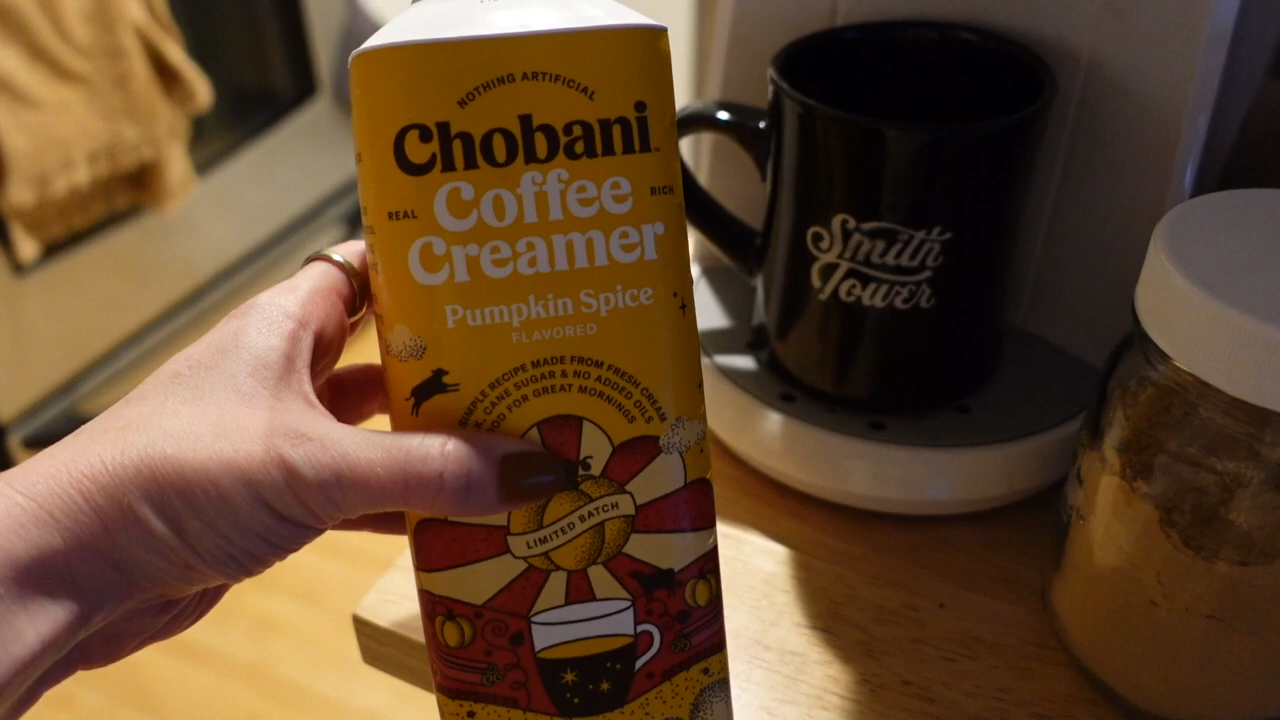 NOTHING ARTIFICIAL
Chobani
REAL
Coffee
RICH
Creamer
Pumpkin Spice
FLAVORED
SIMPLE RECIPE MADE FROM FRESH CREAM
CANE SUGAR & NO ADDED OILS
FOR GREAT MORNINGS
LIMITED BATCH
Smith
Tower